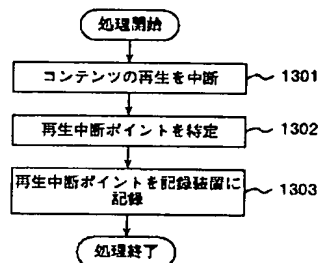 処理開始
コンテンツの再生を中断
1301
再生中断ポイントを特定
1302
再生中断ポイントを記録装置に
記録
1303
処理終了